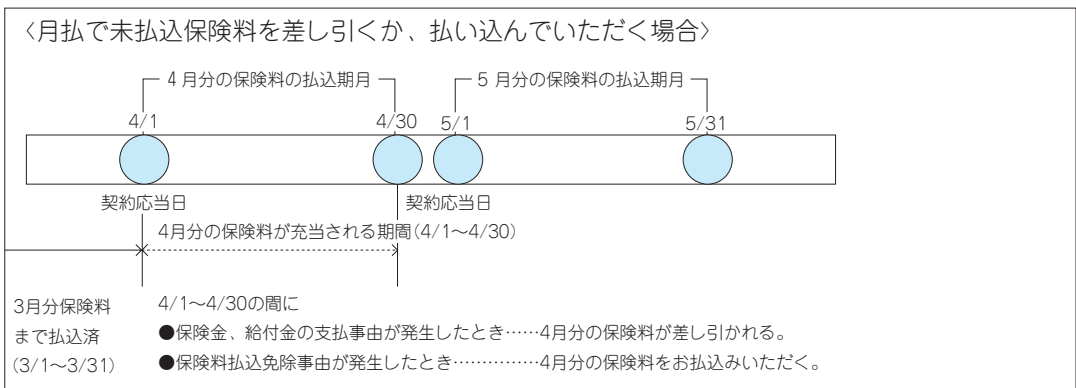 〈月払で未払込保険料を差し引くか、払い込んでいただく場合〉
4月分の保険料の払込期月 5月分の保険料の払込期月
4/1 4/30 5/1 5/31
契約応当日 契約応当日
4月分の保険料が充当される期間(4/1〜4/30)
3月分保険料
まで払込済
(3/1〜3/31)
4/1〜4/30の間に
●保険金、給付金の支払事由が発生したとき……4月分の保険料が差し引かれる。
●保険料払込免除事由が発生したとき……………4月分の保険料をお払込みいただく。